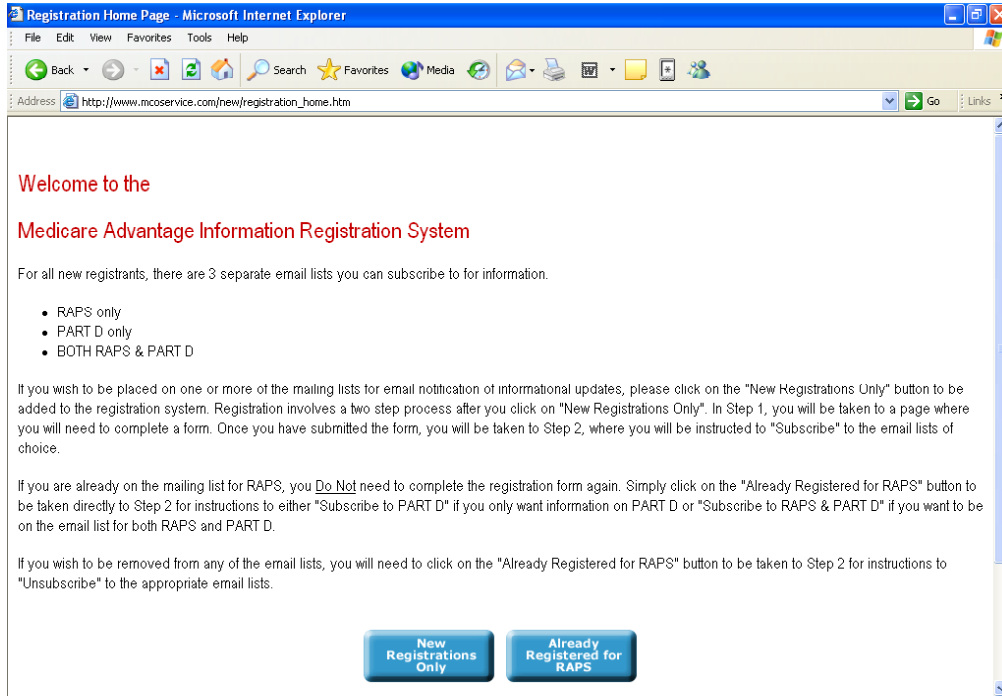 Registration Home Page - Microsoft Internet Explorer
File Edit View Favorites Tools Help
Back Search Favorites Media
Address http://www.mcoservice.com/new/registration_home.htm Go Links
Welcome to the
Medicare Advantage Information Registration System
For all new registrants, there are 3 separate email lists you can subscribe to for information.
• RAPS only
• PART D only
• BOTH RAPS & PART D
If you wish to be placed on one or more of the mailing lists for email notification of informational updates, please click on the "New Registrations Only" button to be
added to the registration system. Registration involves a two step process after you click on "New Registrations Only". In Step 1, you will be taken to a page where
you will need to complete a form. Once you have submitted the form, you will be taken to Step 2, where you will be instructed to "Subscribe" to the email lists of
choice.
If you are already on the mailing list for RAPS, you Do Not need to complete the registration form again. Simply click on the "Already Registered for RAPS" button to
be taken directly to Step 2 for instructions to either "Subscribe to PART D" if you only want information on PART D or "Subscribe to RAPS & PART D" if you want to be
on the email list for both RAPS and PART D.
If you wish to be removed from any of the email lists, you will need to click on the "Already Registered for RAPS" button to be taken to Step 2 for instructions to
"Unsubscribe" to the appropriate email lists.
New
Registrations
Only
Already
Registered for
RAPS